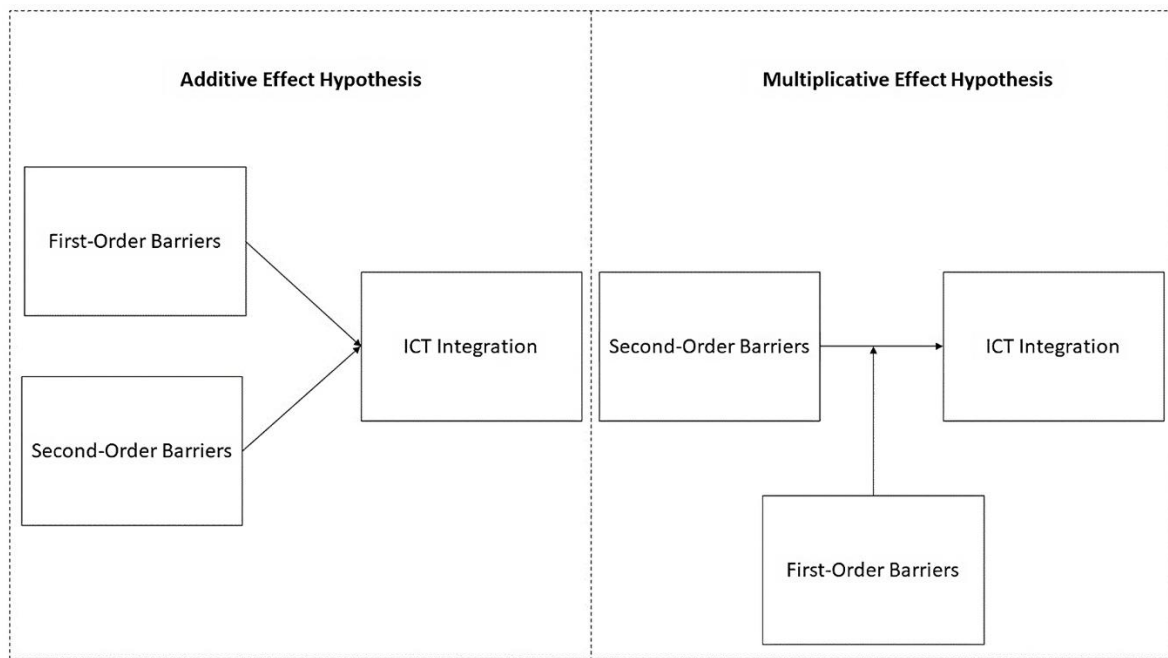 Additive Effect Hypothesis
First-Order Barriers
Second-Order Barriers
ICT Integration
Multiplicative Effect Hypothesis
Second-Order Barriers
ICT Integration
First-Order Barriers